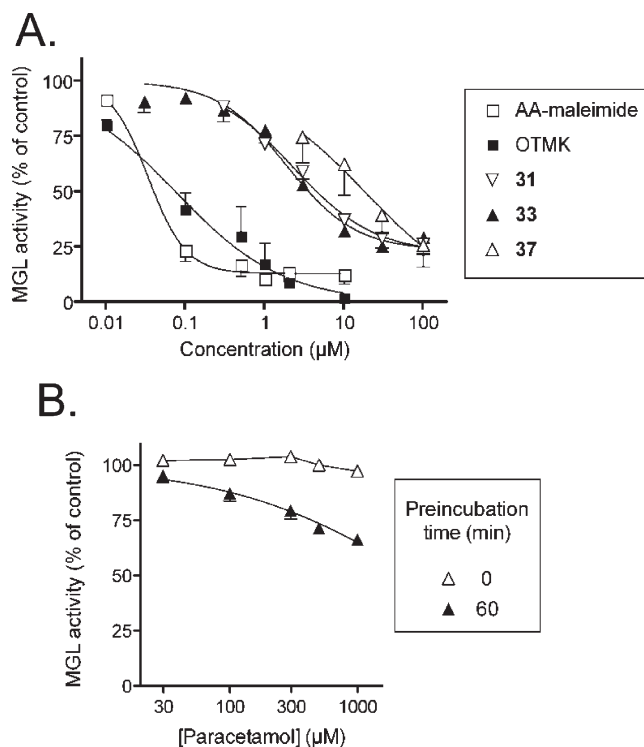 A.
MGL activity (% of control)
100
75
50
25
0
0.01 0.1 1 10 100
Concentration (µM)
AA-maleimide
OTMK
31
33
37
B.
MGL activity (% of control)
100
75
50
25
0
30 100 300 1000
[Paracetamol] (µM)
Preincubation
time (min)
0
60